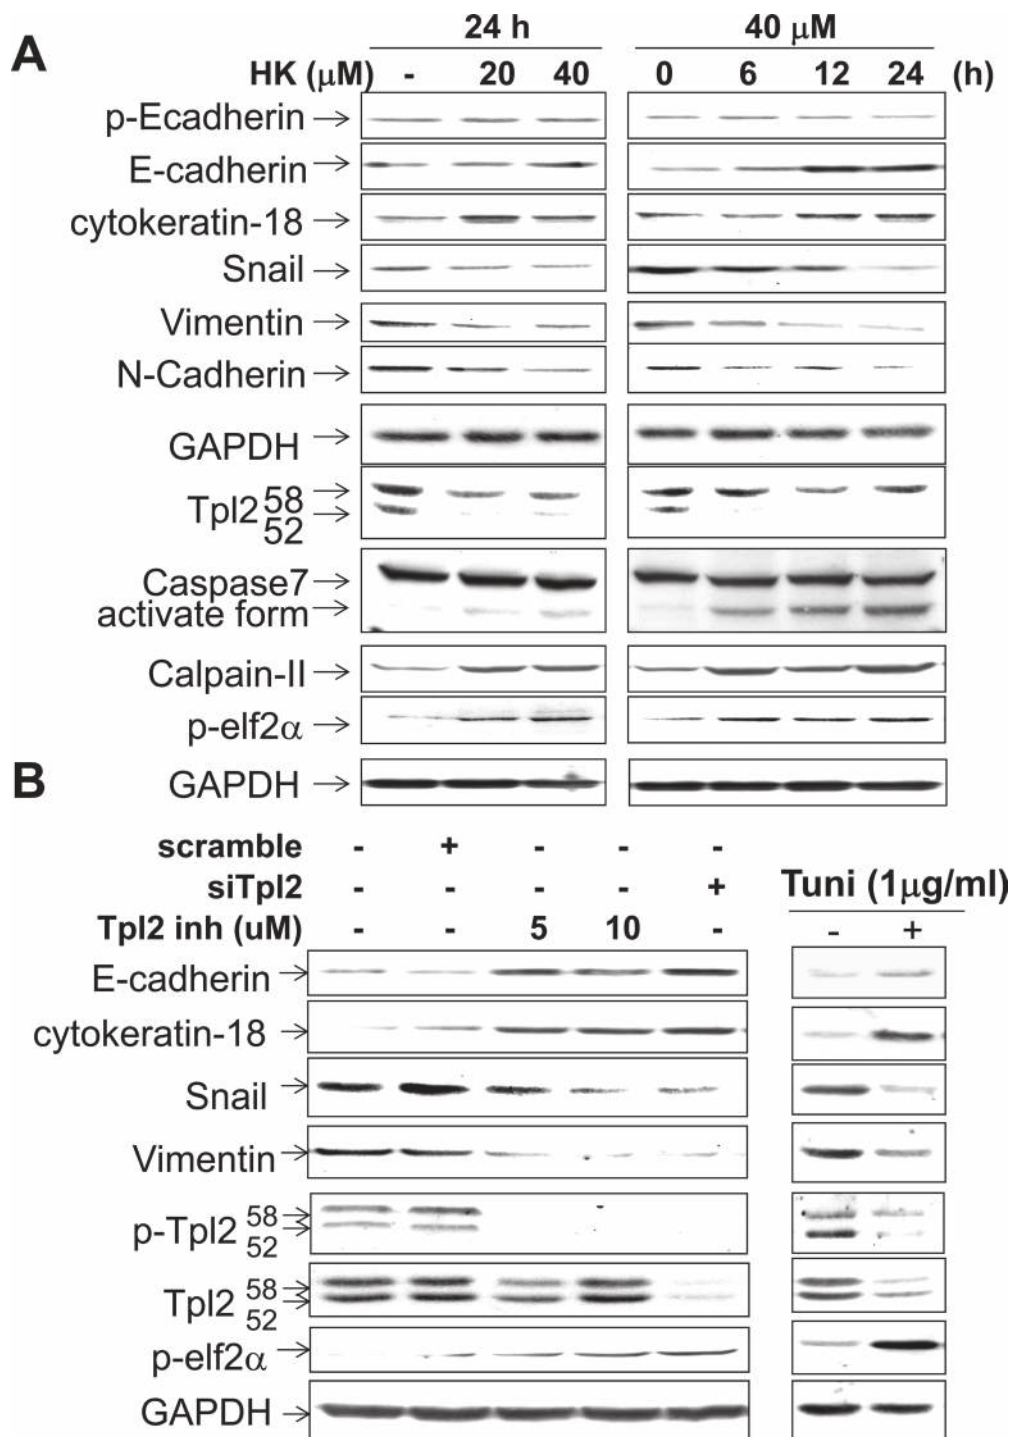 A
24 h
40 μM
HK (μM) - 20 40
0 6 12 24 (h)
p-Ecadherin
E-cadherin
cytokeratin-18
Snail
Vimentin
N-Cadherin
GAPDH
Tpl2 58
52
Caspase7
activate form
Calpain-II
p-elf2α
GAPDH
B
scramble - + - - -
siTpl2 - - - - +
Tpl2 inh (uM) - - 5 10 -
Tuni (1μg/ml)
- +
E-cadherin
cytokeratin-18
Snail
Vimentin
p-Tpl2 58
52
Tpl2 58
52
p-elf2α
GAPDH